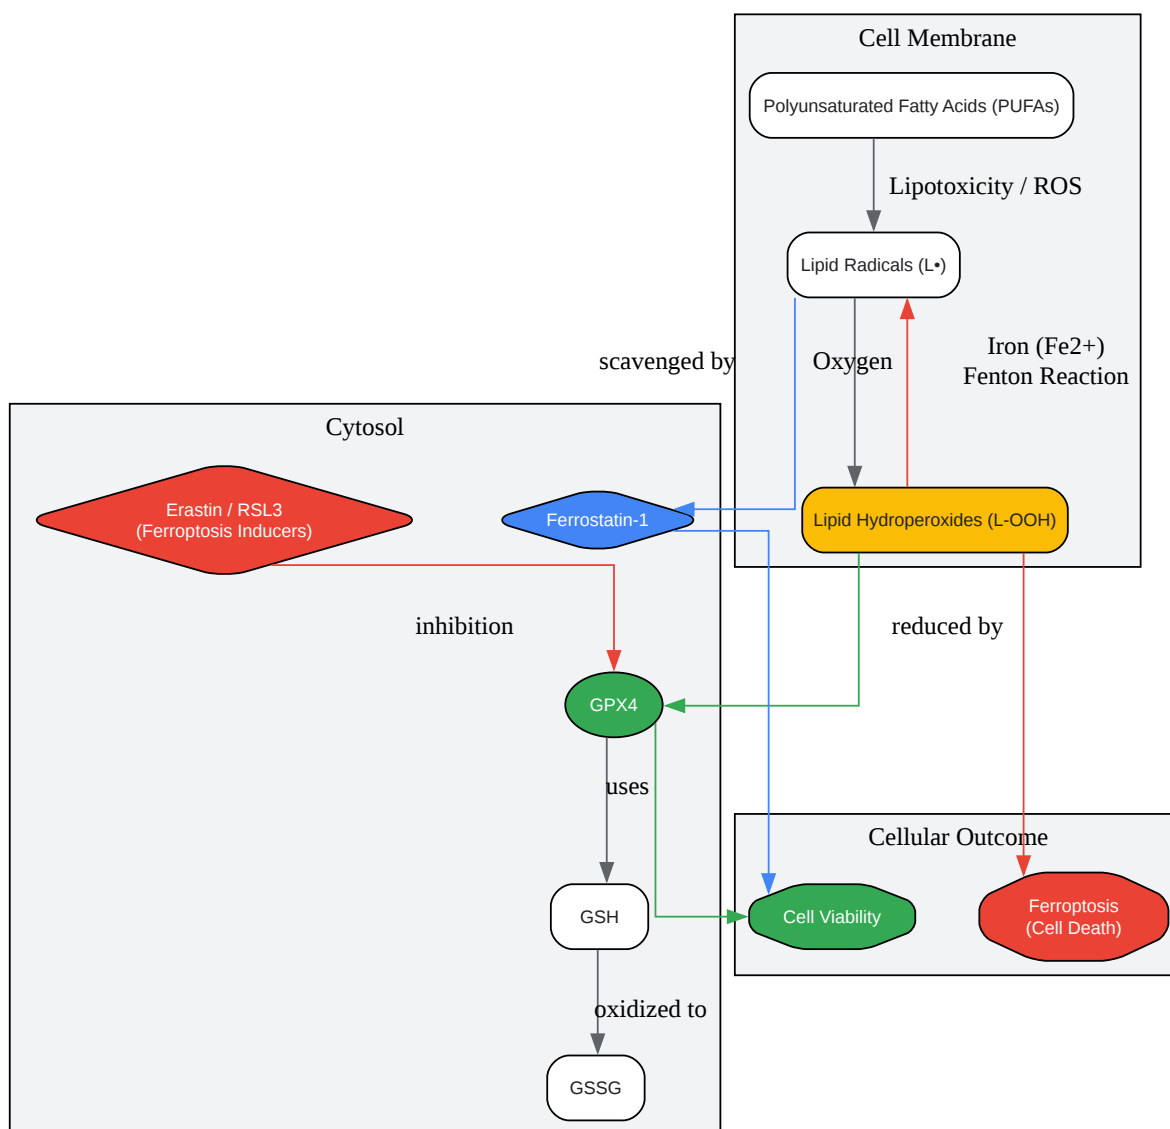 Cell Membrane
Polyunsaturated Fatty Acids (PUFAs)
Lipotoxicity / ROS
Lipid Radicals (L•)
scavenged by
Oxygen
Iron (Fe2+)
Fenton Reaction
Cytosol
Erastin / RSL3
(Ferroptosis Inducers)
Ferrostatin-1
Lipid Hydroperoxides (L-OOH)
inhibition
reduced by
GPX4
uses
Cellular Outcome
GSH
Cell Viability
Ferroptosis
(Cell Death)
oxidized to
GSSG